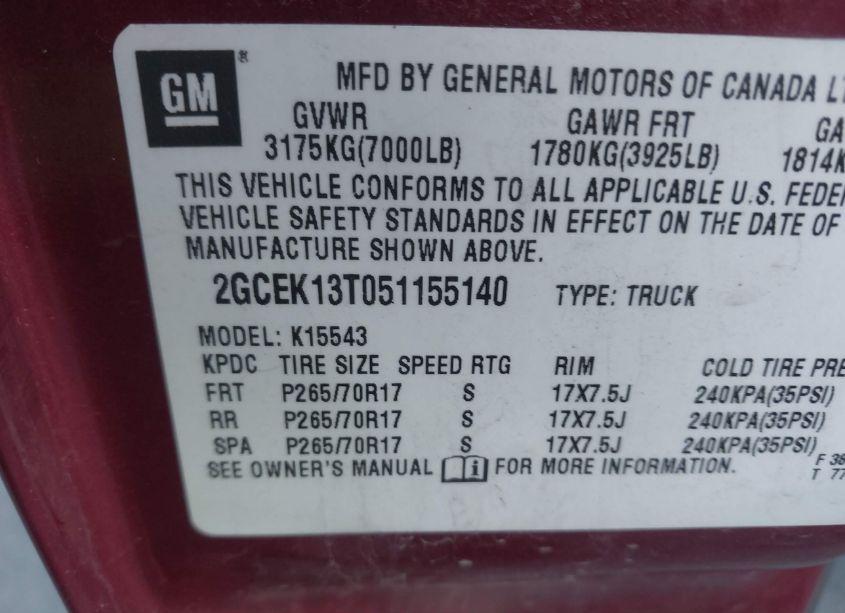 GM ®
MFD BY GENERAL MOTORS OF CANADA
GVWR GAWR FRT
3175KG(7000LB) 1780KG(3925LB)
THIS VEHICLE CONFORMS TO ALL APPLICABLE U.S.
VEHICLE SAFETY STANDARDS IN EFFECT ON THE DATE OF
MANUFACTURE SHOWN ABOVE.
2GCEK13T051155140 TYPE: TRUCK
MODEL: K15543
KPDC TIRE SIZE SPEED RTG RIM COLD TIRE
FRT P265/70R17 S 17X7.5J 240KPA(35PSI)
RR P265/70R17 S 17X7.5J 240KPA(35PSI)
SPA P265/70R17 S 17X7.5J 240KPA(35PSI)
SEE OWNER'S MANUAL i FOR MORE INFORMATION.
F
T